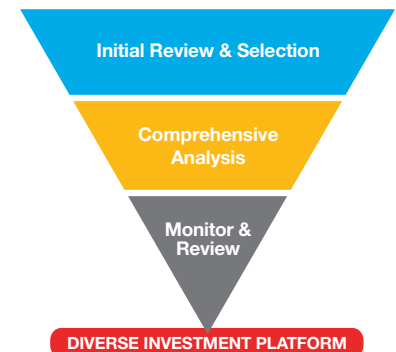 Initial Review & Selection
Comprehensive
Analysis
Monitor &
Review
DIVERSE INVESTMENT PLATFORM